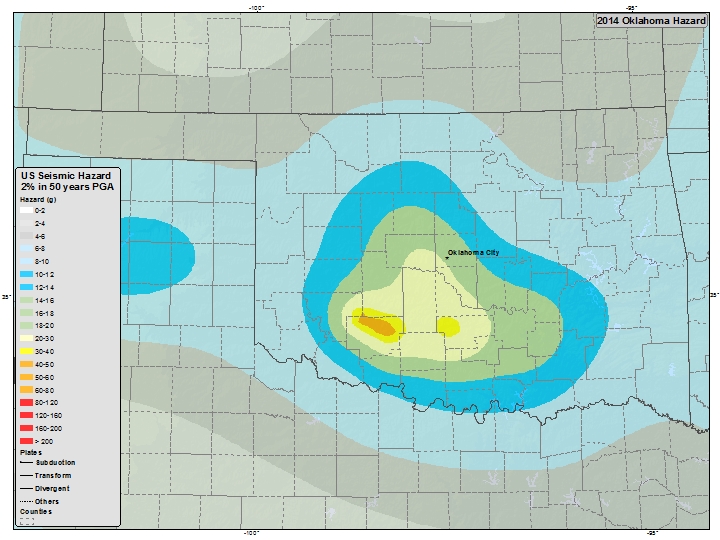 -100°
-95°
2014 Oklahoma Hazard
US Seismic Hazard
2% in 50 years PGA
Hazard (g)
0-2
2-4
4-6
6-8
8-10
10-12
12-14
14-16
16-18
18-20
20-30
30-40
40-50
50-60
60-80
80-120
120-160
160-200
> 200
Plates
Subduction
Transform
Divergent
Others
Counties
Oklahoma City
35°
35°
-100°
-95°